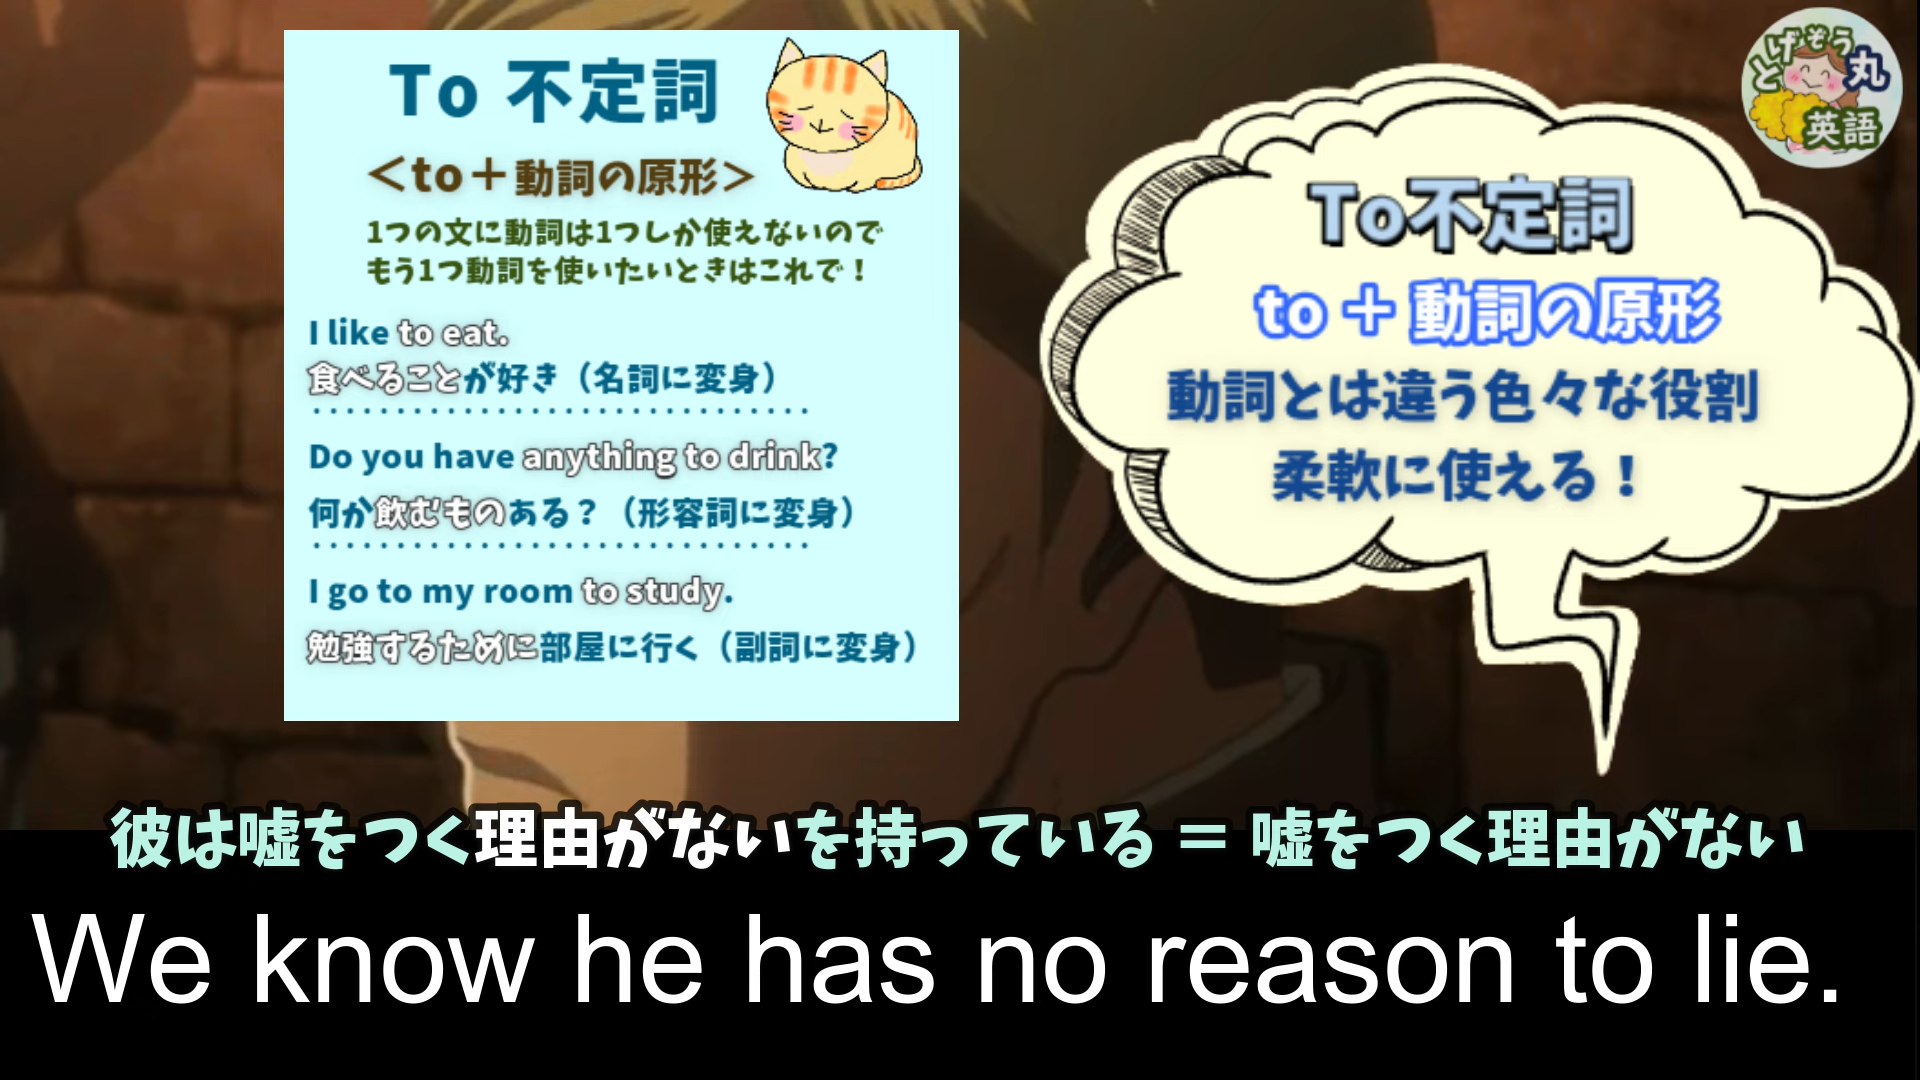 To 不定詞
＜to＋動詞の原形＞
1つの文に動詞は1つしか使えないので
もう1つ動詞を使いたいときはこれで！
I like to eat.
食べることが好き（名詞に変身）
Do you have anything to drink?
何か飲むものある？（形容詞に変身）
I go to my room to study.
勉強するために部屋に行く（副詞に変身）
とげぞう丸
英語
To不定詞
to ＋ 動詞の原形
動詞とは違う色々な役割
柔軟に使える！
彼は嘘をつく理由がないを持っている ＝ 嘘をつく理由がない
We know he has no reason to lie.